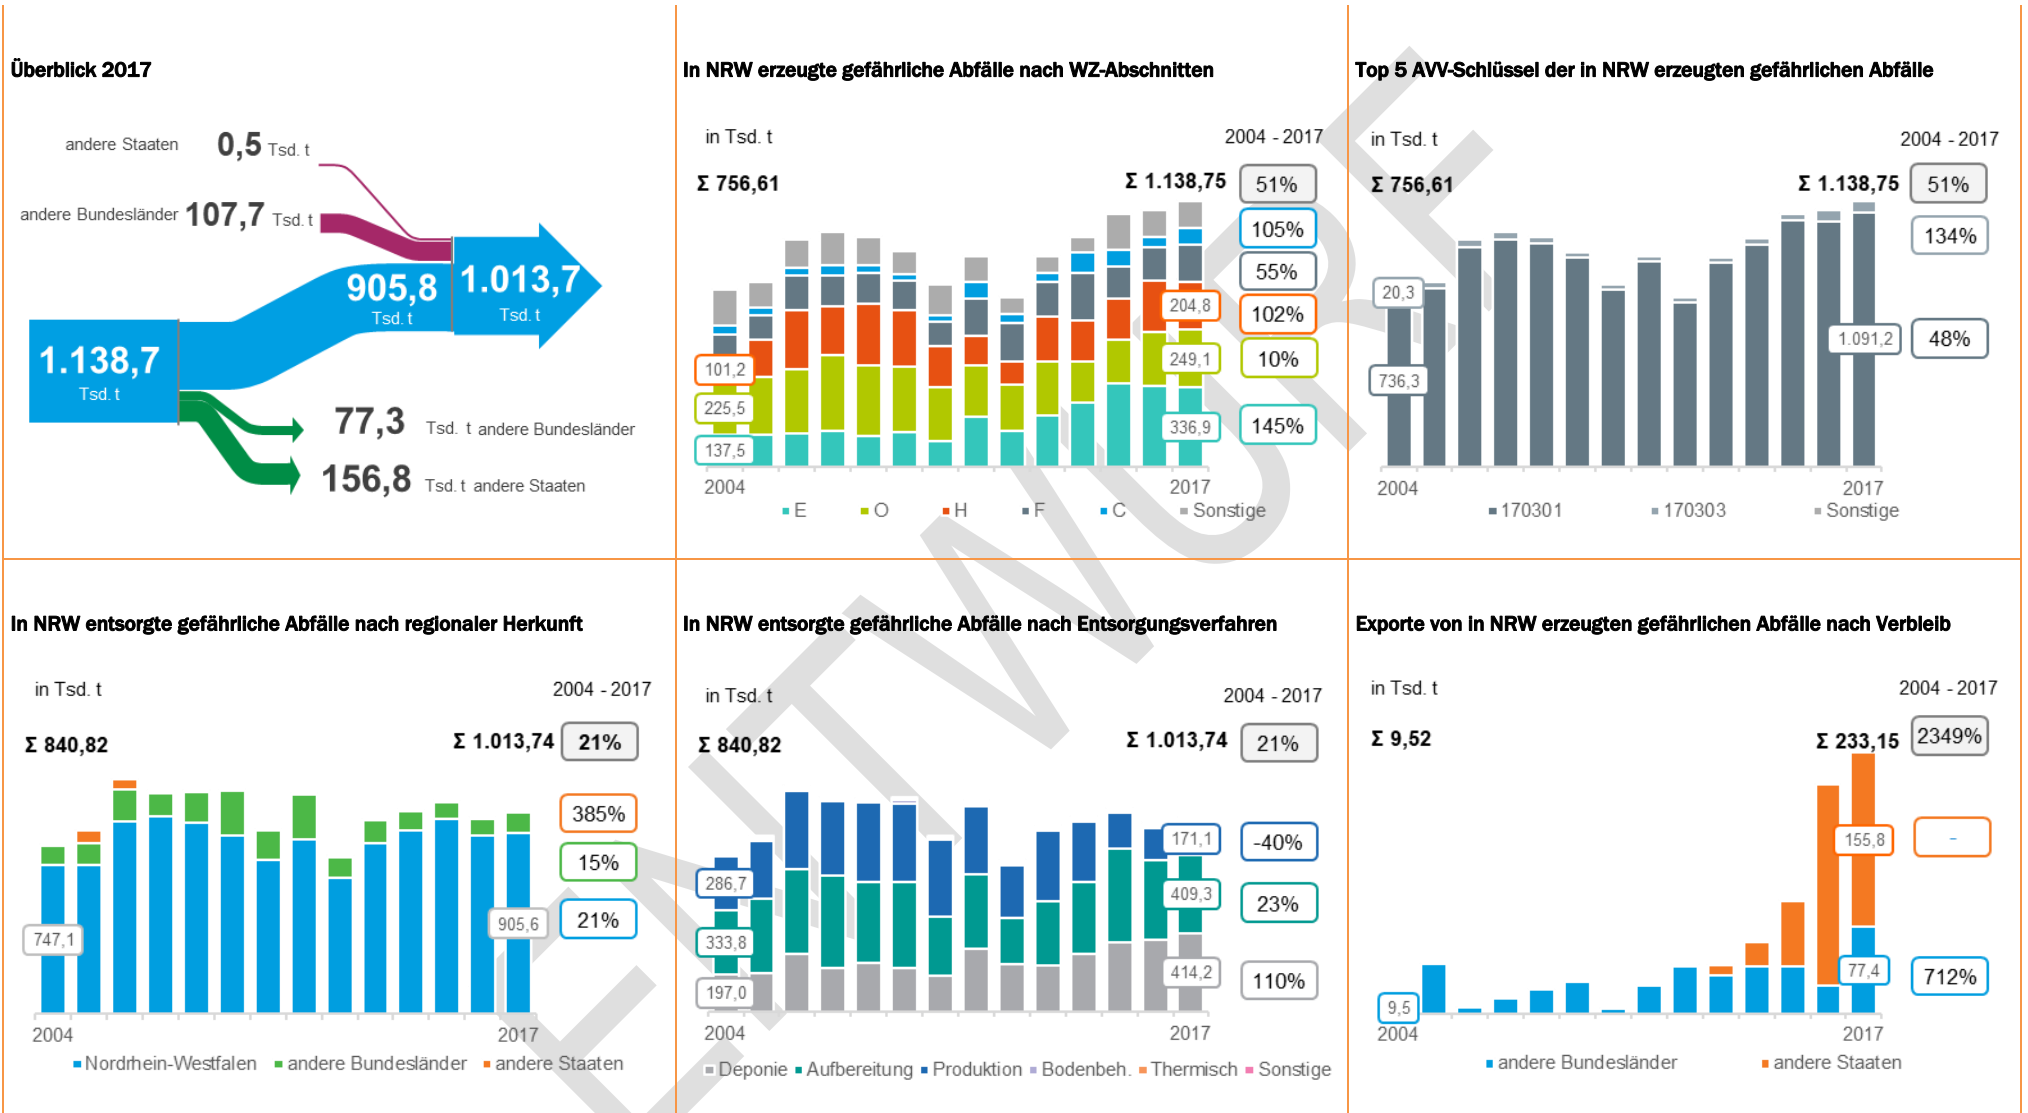 Überblick 2017
andere Staaten 0,5 Tsd. t
andere Bundesländer 107,7 Tsd. t
905,8 Tsd. t
1.013,7 Tsd. t
1.138,7 Tsd. t
77,3 Tsd. t andere Bundesländer
156,8 Tsd. t andere Staaten
In NRW erzeugte gefährliche Abfälle nach WZ-Abschnitten
in Tsd. t
2004 - 2017
Σ 756,61
Σ 1.138,75
51%
105%
55%
204,8
102%
101,2
249,1
10%
225,5
336,9
145%
137,5
2004
2017
E O H F C Sonstige
Top 5 AVV-Schlüssel der in NRW erzeugten gefährlichen Abfälle
in Tsd. t
2004 - 2017
Σ 756,61
Σ 1.138,75
51%
134%
20,3
1.091,2
48%
736,3
2004
2017
170301 170303 Sonstige
In NRW entsorgte gefährliche Abfälle nach regionaler Herkunft
in Tsd. t
2004 - 2017
Σ 840,82
Σ 1.013,74
21%
385%
15%
905,6
21%
747,1
2004
2017
Nordrhein-Westfalen andere Bundesländer andere Staaten
In NRW entsorgte gefährliche Abfälle nach Entsorgungsverfahren
in Tsd. t
2004 - 2017
Σ 840,82
Σ 1.013,74
21%
171,1
-40%
286,7
409,3
23%
333,8
414,2
110%
197,0
2004
2017
Deponie Aufbereitung Produktion Bodenbeh. Thermisch Sonstige
Exporte von in NRW erzeugten gefährlichen Abfälle nach Verbleib
in Tsd. t
2004 - 2017
Σ 9,52
Σ 233,15
2349%
155,8
-
77,4
712%
9,5
2004
2017
andere Bundesländer andere Staaten
ENTWURF